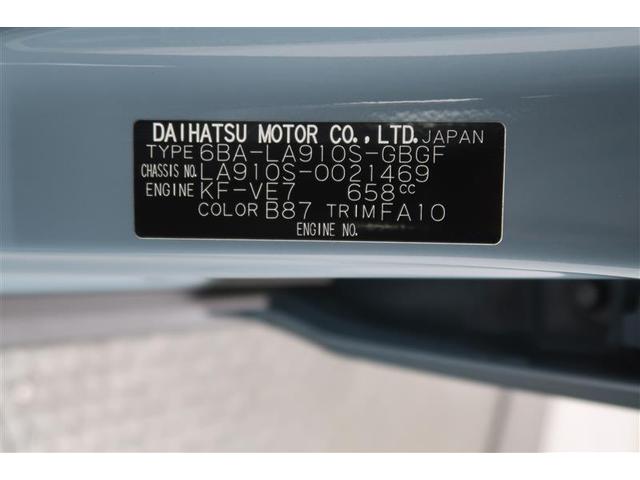 DAIHATSU MOTOR CO.,LTD. JAPAN
TYPE 6BA-LA910S-GBGF
CHASSIS NO. LA910S-0021469
ENGINE KF-VE7 658cc
COLOR B87 TRIM FA10
ENGINE NO.